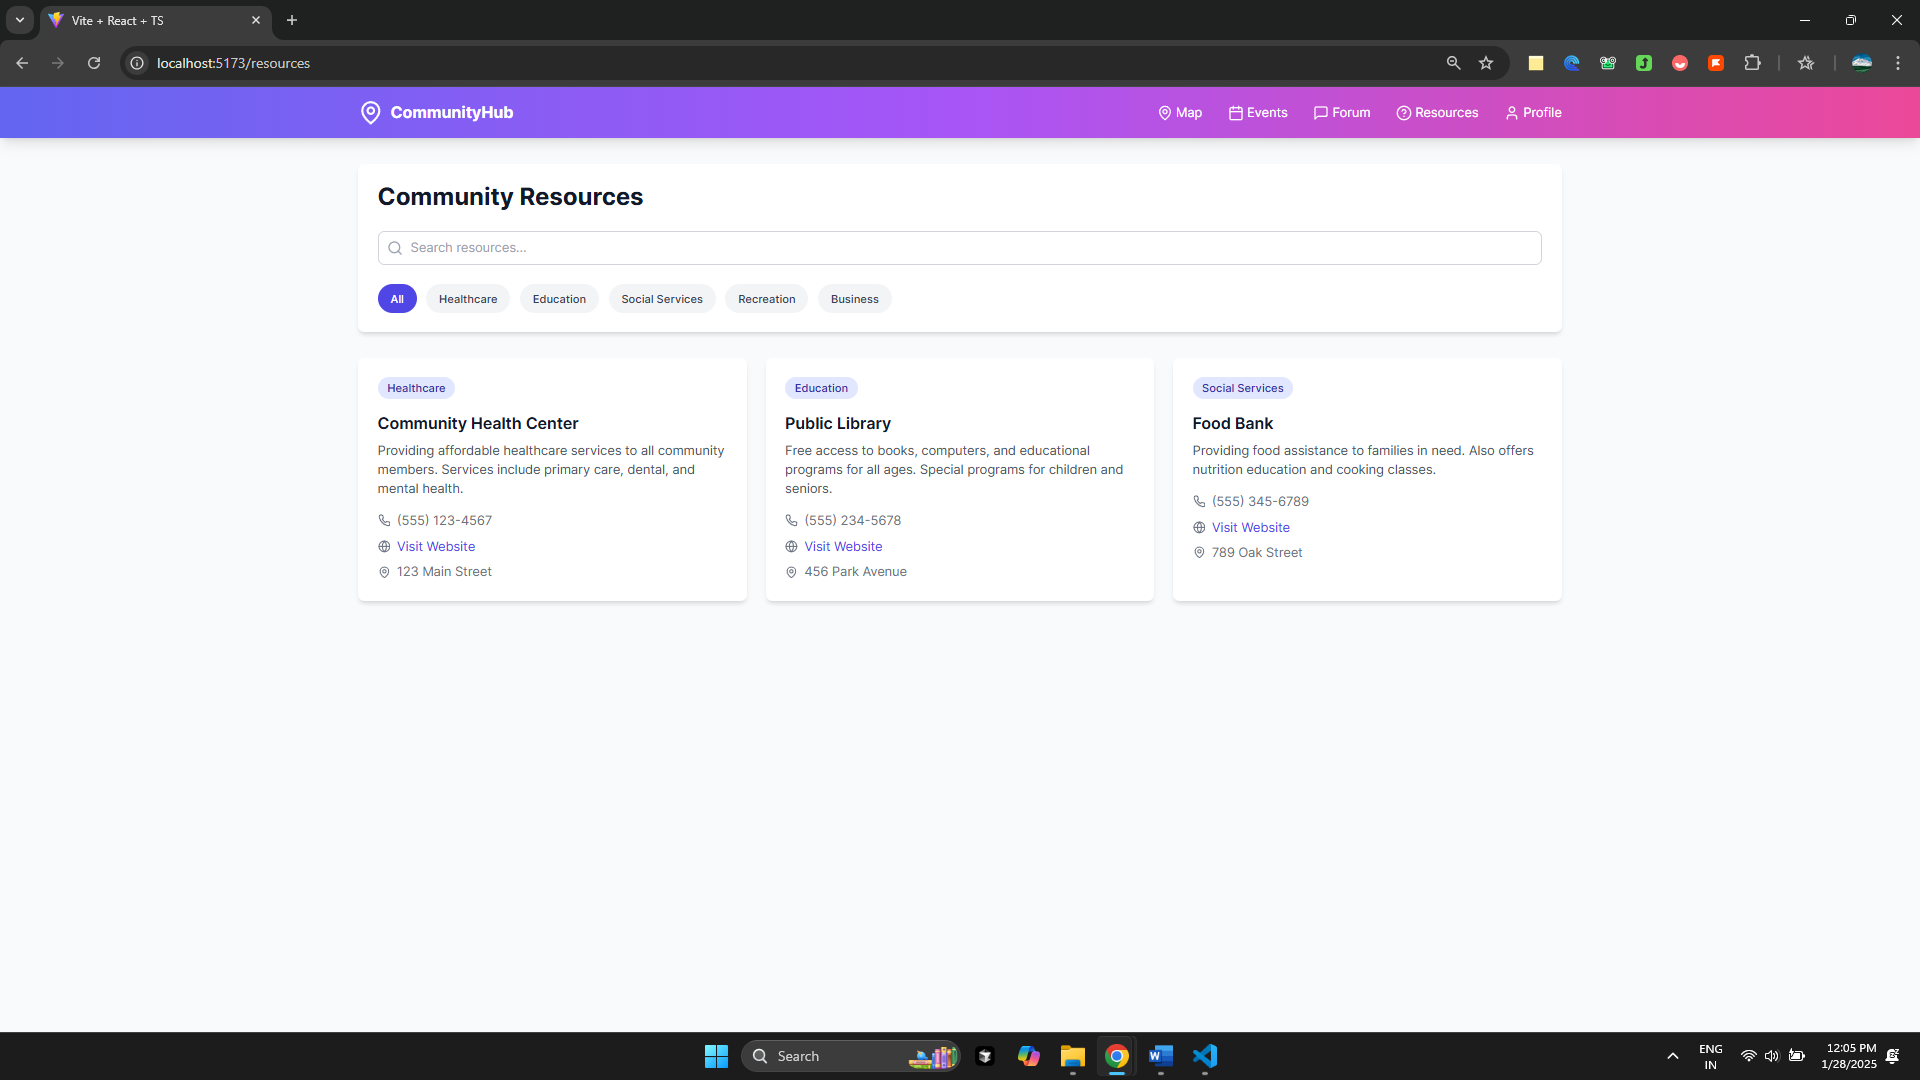 Vite + React + TS
localhost:5173/resources
CommunityHub
Map
Events
Forum
Resources
Profile
Community Resources
Search resources...
All
Healthcare
Education
Social Services
Recreation
Business
Healthcare
Community Health Center
Providing affordable healthcare services to all community
members. Services include primary care, dental, and
mental health.
(555) 123-4567
Visit Website
123 Main Street
Education
Public Library
Free access to books, computers, and educational
programs for all ages. Special programs for children and
seniors.
(555) 234-5678
Visit Website
456 Park Avenue
Social Services
Food Bank
Providing food assistance to families in need. Also offers
nutrition education and cooking classes.
(555) 345-6789
Visit Website
789 Oak Street
Search
ENG
IN
12:05 PM
1/28/2025